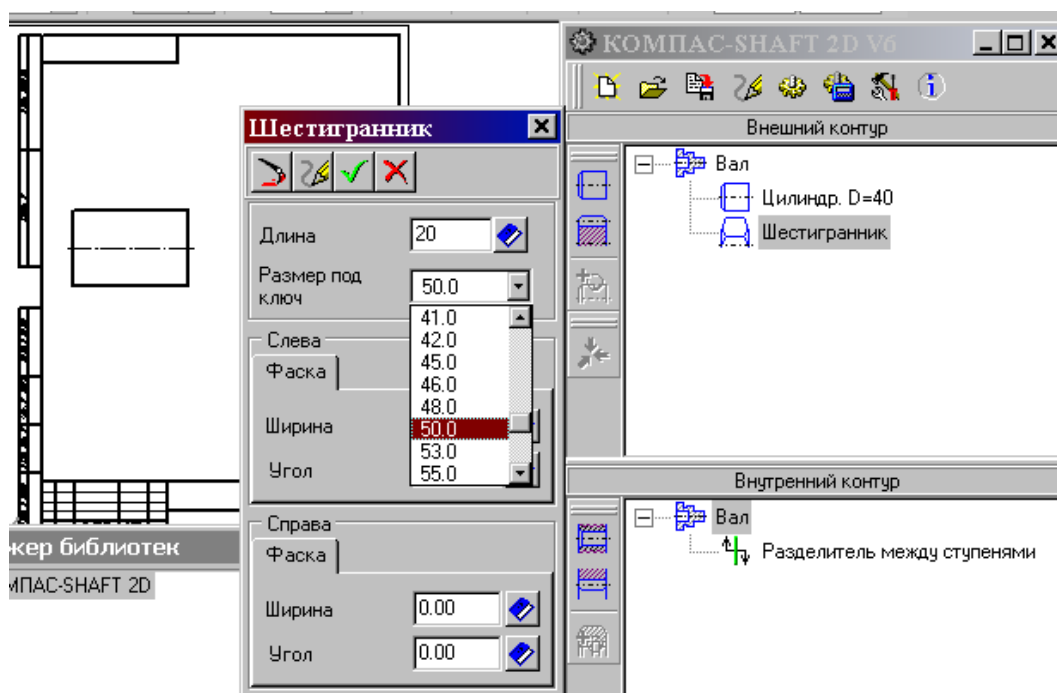 КОМПАС-SHAFT 2D V6
Внешний контур
Вал
Цилиндр. D=40
Шестигранник
Шестигранник
Длина
20
Размер под
ключ
50.0
41.0
42.0
45.0
46.0
48.0
50.0
53.0
55.0
Слева
Фаска
Ширина
Угол
Справа
Фаска
Ширина
0.00
Угол
0.00
Внутренний контур
Вал
Разделитель между ступенями
жер библиотек
МПАС-SHAFT 2D